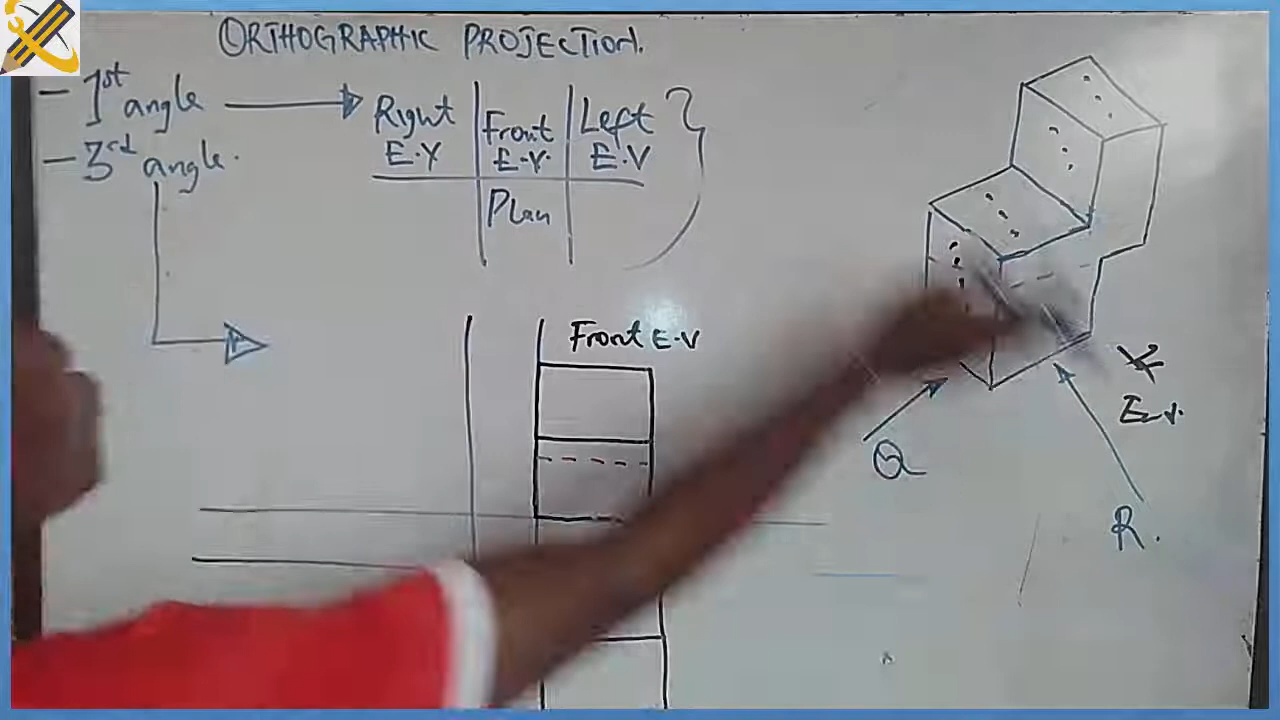 ORTHOGRAPHIC PROJECTION.
- 1st angle
- 3rd angle.
Right E.V
Front E.V.
Left E.V
Plan
Front E.V
E.V.
Q
R.